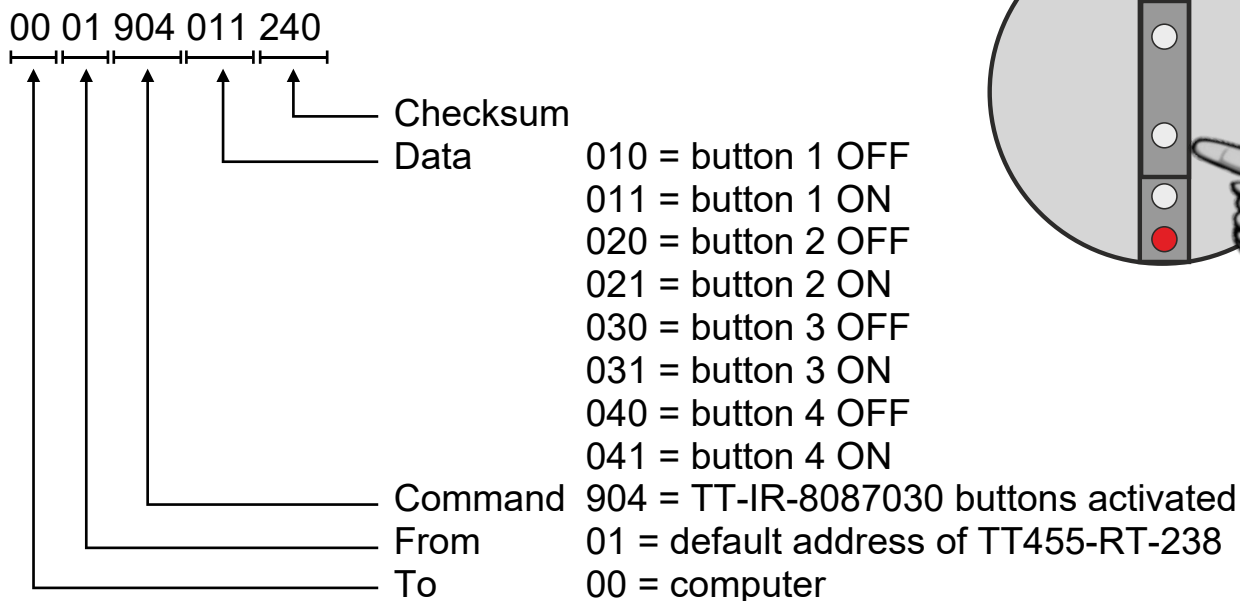 00 01 904 011 240
Checksum
Data 010 = button 1 OFF
011 = button 1 ON
020 = button 2 OFF
021 = button 2 ON
030 = button 3 OFF
031 = button 3 ON
040 = button 4 OFF
041 = button 4 ON
Command 904 = TT-IR-8087030 buttons activated
From 01 = default address of TT455-RT-238
To 00 = computer